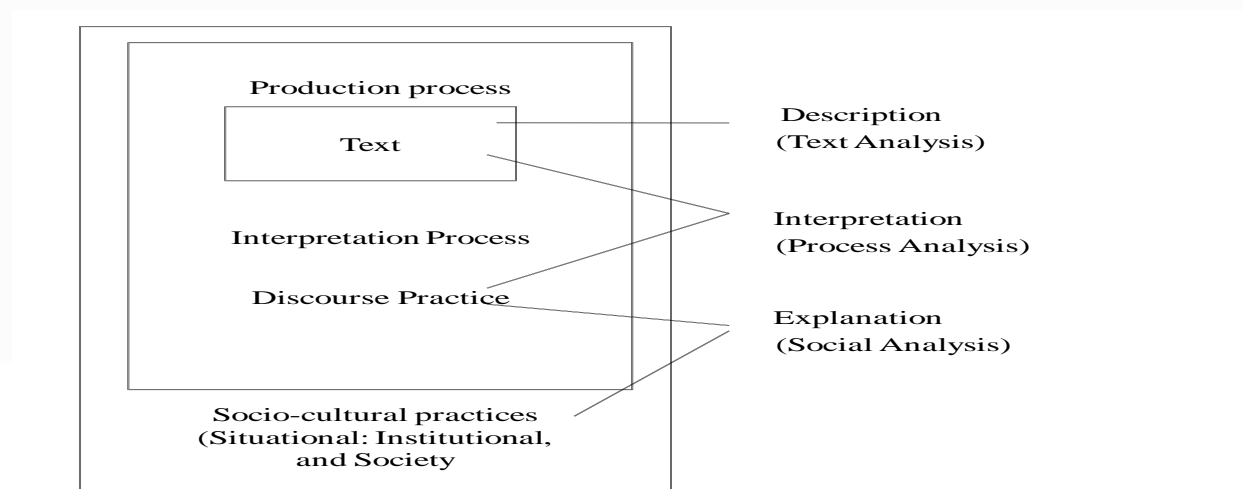 Production process
Text
Interpretation Process
Discourse Practice
Socio-cultural practices
(Situational: Institutional,
and Society
Description
(Text Analysis)
Interpretation
(Process Analysis)
Explanation
(Social Analysis)